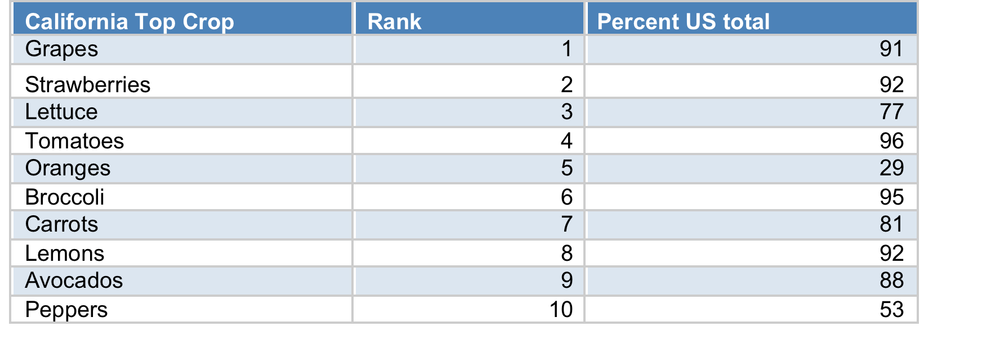 California Top Crop Rank Percent US total
Grapes 1 91
Strawberries 2 92
Lettuce 3 77
Tomatoes 4 96
Oranges 5 29
Broccoli 6 95
Carrots 7 81
Lemons 8 92
Avocados 9 88
Peppers 10 53